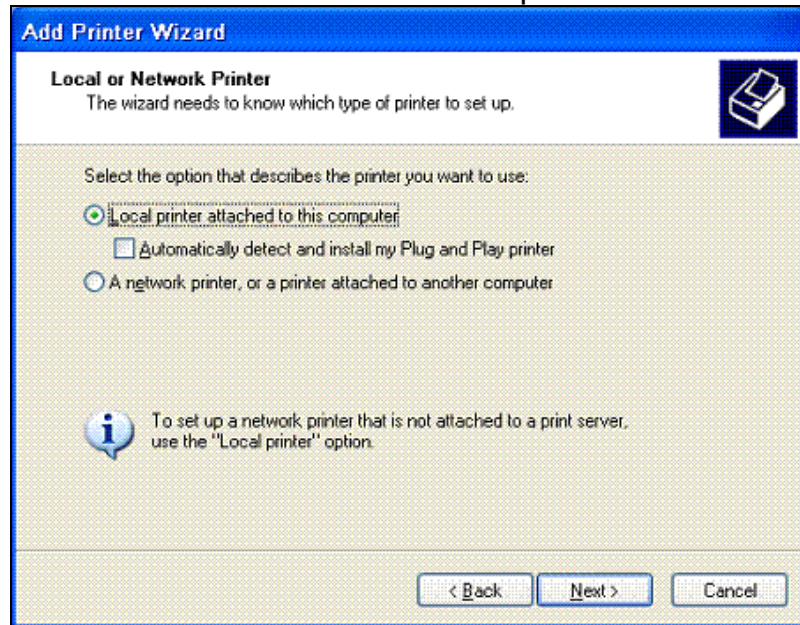 Add Printer Wizard
Local or Network Printer
The wizard needs to know which type of printer to set up.
Select the option that describes the printer you want to use:
Local printer attached to this computer
Automatically detect and install my Plug and Play printer
A network printer, or a printer attached to another computer
To set up a network printer that is not attached to a print server,
use the "Local printer" option.
< Back
Next >
Cancel